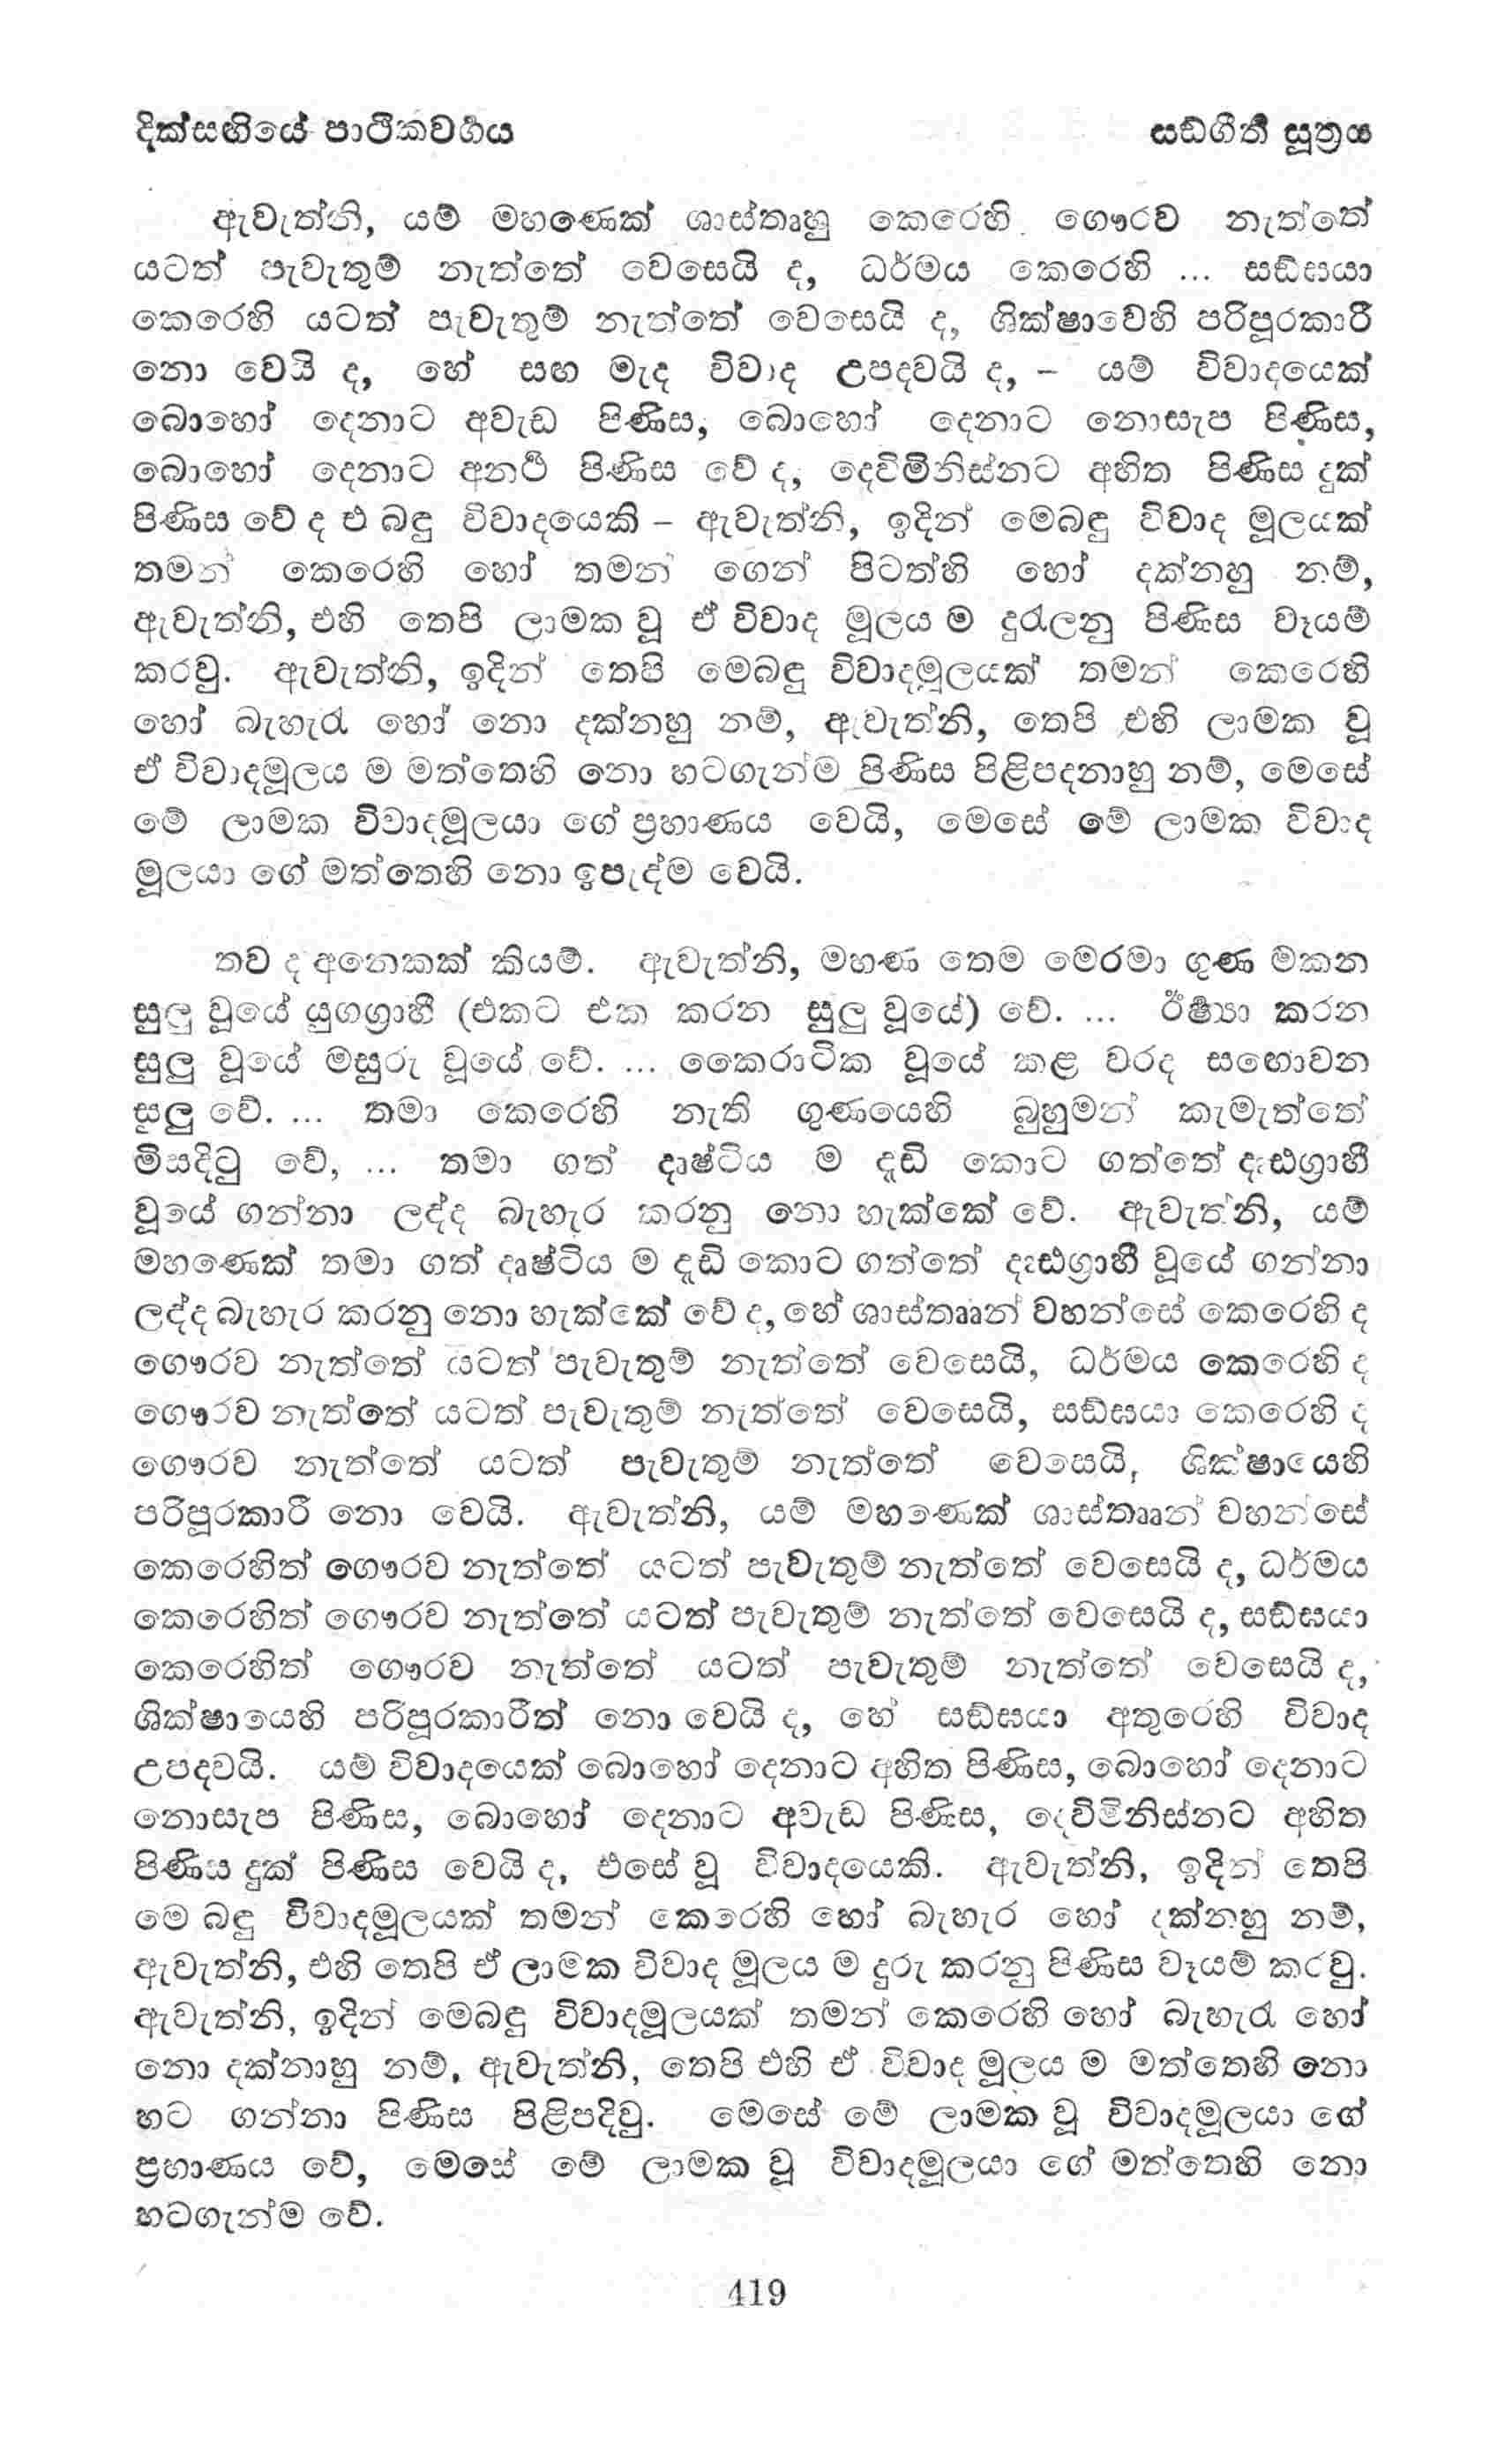 දික්සඟියේ පාථිකවර්‍ගය
සඩ්ගීති සූත්‍රය
ඇවැත්නි, යම් මහණෙක් ශාස්තෘහු කෙරෙහි ගෞරව නැත්තේ
යටත් පැවැතුම් නැත්තේ වෙසෙයි ද, ධර්මය කෙරෙහි ... සඩ්ඝයා
කෙරෙහි යටත් පැවැතුම් නැත්තේ වෙසෙයි ද, ශික්ෂාවෙහි පරිපූරකාරී
නො වෙයි ද, හේ සඟ මැද විවාද උපදවයි ද, – යම් විවාදයෙක්
බොහෝ දෙනාට අවැඩ පිණිස, බොහෝ දෙනාට නොසැප පිණිස,
බොහෝ දෙනාට අනර්‍ථ පිණිස වේ ද, දෙවිමිනිස්නට අහිත පිණිස දුක්
පිණිස වේ ද එ බඳු විවාදයෙකි – ඇවැත්නි, ඉදින් මෙබඳු විවාද මූලයක්
තමන් කෙරෙහි හෝ තමන් ගෙන් පිටත්හි හෝ දක්නහු නම්,
ඇවැත්නි, එහි තෙපි ලාමක වූ ඒ විවාද මූලය ම දුරැලනු පිණිස වෑයම්
කරවු. ඇවැත්නි, ඉදින් තෙපි මෙබඳු විවාදමූලයක් තමන් කෙරෙහි
හෝ බැහැරැ හෝ නො දක්නහු නම්, ඇවැත්නි, තෙපි එහි ලාමක වූ
ඒ විවාදමූලය ම මත්තෙහි නො හටගැන්ම පිණිස පිළිපදනාහු නම්, මෙසේ
මේ ලාමක විවාදමූලයා ගේ ප්‍රහාණය වෙයි, මෙසේ මේ ලාමක විවාද
මූලයා ගේ මත්තෙහි නො ඉපැද්ම වෙයි.
තව ද අනෙකක් කියම්. ඇවැත්නි, මහණ තෙම මෙරමා ගුණ මකන
සුලු වූයේ යුගග්‍රාහී (එකට එක කරන සුලු වූයේ) වේ. ... ඊර්‍ෂ්‍යා කරන
සුලු වූයේ මසුරු වූයේ වේ. ... කෛරාටික වූයේ කළ වරද සඟොවන
සුලු වේ. ... තමා කෙරෙහි නැති ගුණයෙහි බුහුමන් කැමැත්තේ
මිසදිටු වේ, ... තමා ගත් දෘෂ්ටිය ම දැඩි කොට ගත්තේ දෘඪග්‍රාහී
වූයේ ගන්නා ලද්ද බැහැර කරනු නො හැක්කේ වේ. ඇවැත්නි, යම්
මහණෙක් තමා ගත් දෘෂ්ටිය ම දැඩි කොට ගත්තේ දෘඪග්‍රාහී වූයේ ගන්නා
ලද්ද බැහැර කරනු නො හැක්කේ වේ ද, හේ ශාස්තෲන් වහන්සේ කෙරෙහි ද
ගෞරව නැත්තේ යටත් පැවැතුම් නැත්තේ වෙසෙයි, ධර්මය කෙරෙහි ද
ගෞරව නැත්තේ යටත් පැවැතුම් නැත්තේ වෙසෙයි, සඩ්ඝයා කෙරෙහි ද
ගෞරව නැත්තේ යටත් පැවැතුම් නැත්තේ වෙසෙයි, ශික්ෂායෙහි
පරිපූරකාරී නො වෙයි. ඇවැත්නි, යම් මහණෙක් ශාස්තෲන් වහන්සේ
කෙරෙහිත් ගෞරව නැත්තේ යටත් පැවැතුම් නැත්තේ වෙසෙයි ද, ධර්මය
කෙරෙහිත් ගෞරව නැත්තේ යටත් පැවැතුම් නැත්තේ වෙසෙයි ද, සඩ්ඝයා
කෙරෙහිත් ගෞරව නැත්තේ යටත් පැවැතුම් නැත්තේ වෙසෙයි ද,
ශික්ෂායෙහි පරිපූරකාරීත් නො වෙයි ද, හේ සඩ්ඝයා අතුරෙහි විවාද
උපදවයි. යම් විවාදයෙක් බොහෝ දෙනාට අහිත පිණිස, බොහෝ දෙනාට
නොසැප පිණිස, බොහෝ දෙනාට අවැඩ පිණිස, දෙවිමිනිස්නට අහිත
පිණිස දුක් පිණිස වෙයි ද, එසේ වූ විවාදයෙකි. ඇවැත්නි, ඉදින් තෙපි
මෙ බඳු විවාදමූලයක් තමන් කෙරෙහි හෝ බැහැර හෝ දක්නහු නම්,
ඇවැත්නි, එහි තෙපි ඒ ලාමක විවාද මූලය ම දුරු කරනු පිණිස වෑයම් කරවු.
ඇවැත්නි, ඉදින් මෙබඳු විවාදමූලයක් තමන් කෙරෙහි හෝ බැහැරැ හෝ
නො දක්නාහු නම්, ඇවැත්නි, තෙපි එහි ඒ විවාද මූලය ම මත්තෙහි නො
හට ගන්නා පිණිස පිළිපදිවු. මෙසේ මේ ලාමක වූ විවාදමූලයා ගේ
ප්‍රහාණය වේ, මෙසේ මේ ලාමක වූ විවාදමූලයා ගේ මත්තෙහි නො
හටගැන්ම වේ.
419